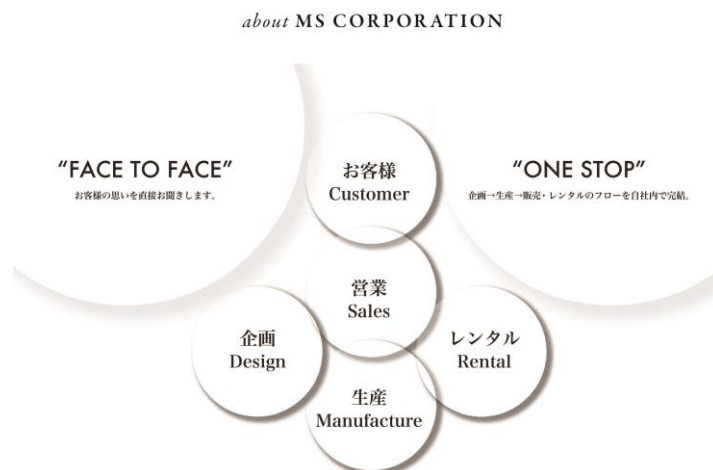 about MS CORPORATION
“FACE TO FACE”
お客様の思いを直接お聞きします。
“ONE STOP”
企画→生産→販売・レンタルのフローを自社内で完結。
お客様
Customer
営業
Sales
企画
Design
レンタル
Rental
生産
Manufacture